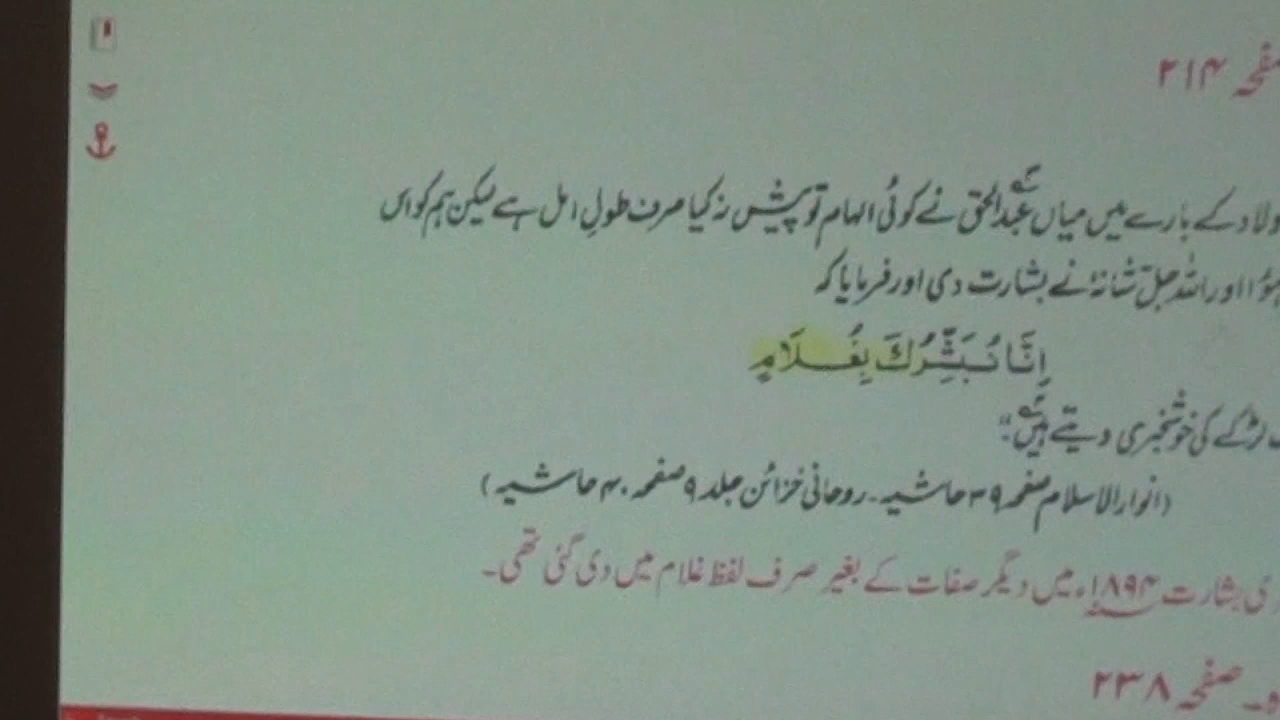 صفحہ ۲۱۴
اولاد کے بارے میں میاں عبدالحق نے کوئی الہام تو پیش نہ کیا صرف طولِ امل ہے لیکن ہم کو اس
ہؤا اور اللہ جلّ شانہٗ نے بشارت دی اور فرمایا کہ
اِنَّا نُبَشِّرُكَ بِغُلَامٍ
لڑکے کی خوشخبری دیتے ہیں۔"
(انوار الاسلام صفحہ ۳۹ حاشیہ۔ روحانی خزائن جلد ۹ صفحہ ۴۰ حاشیہ)
کی بشارت ۱۸۹۴ء میں دیگر صفات کے بغیر صرف لفظ غلام میں دی گئی تھی۔
صفحہ ۲۳۸